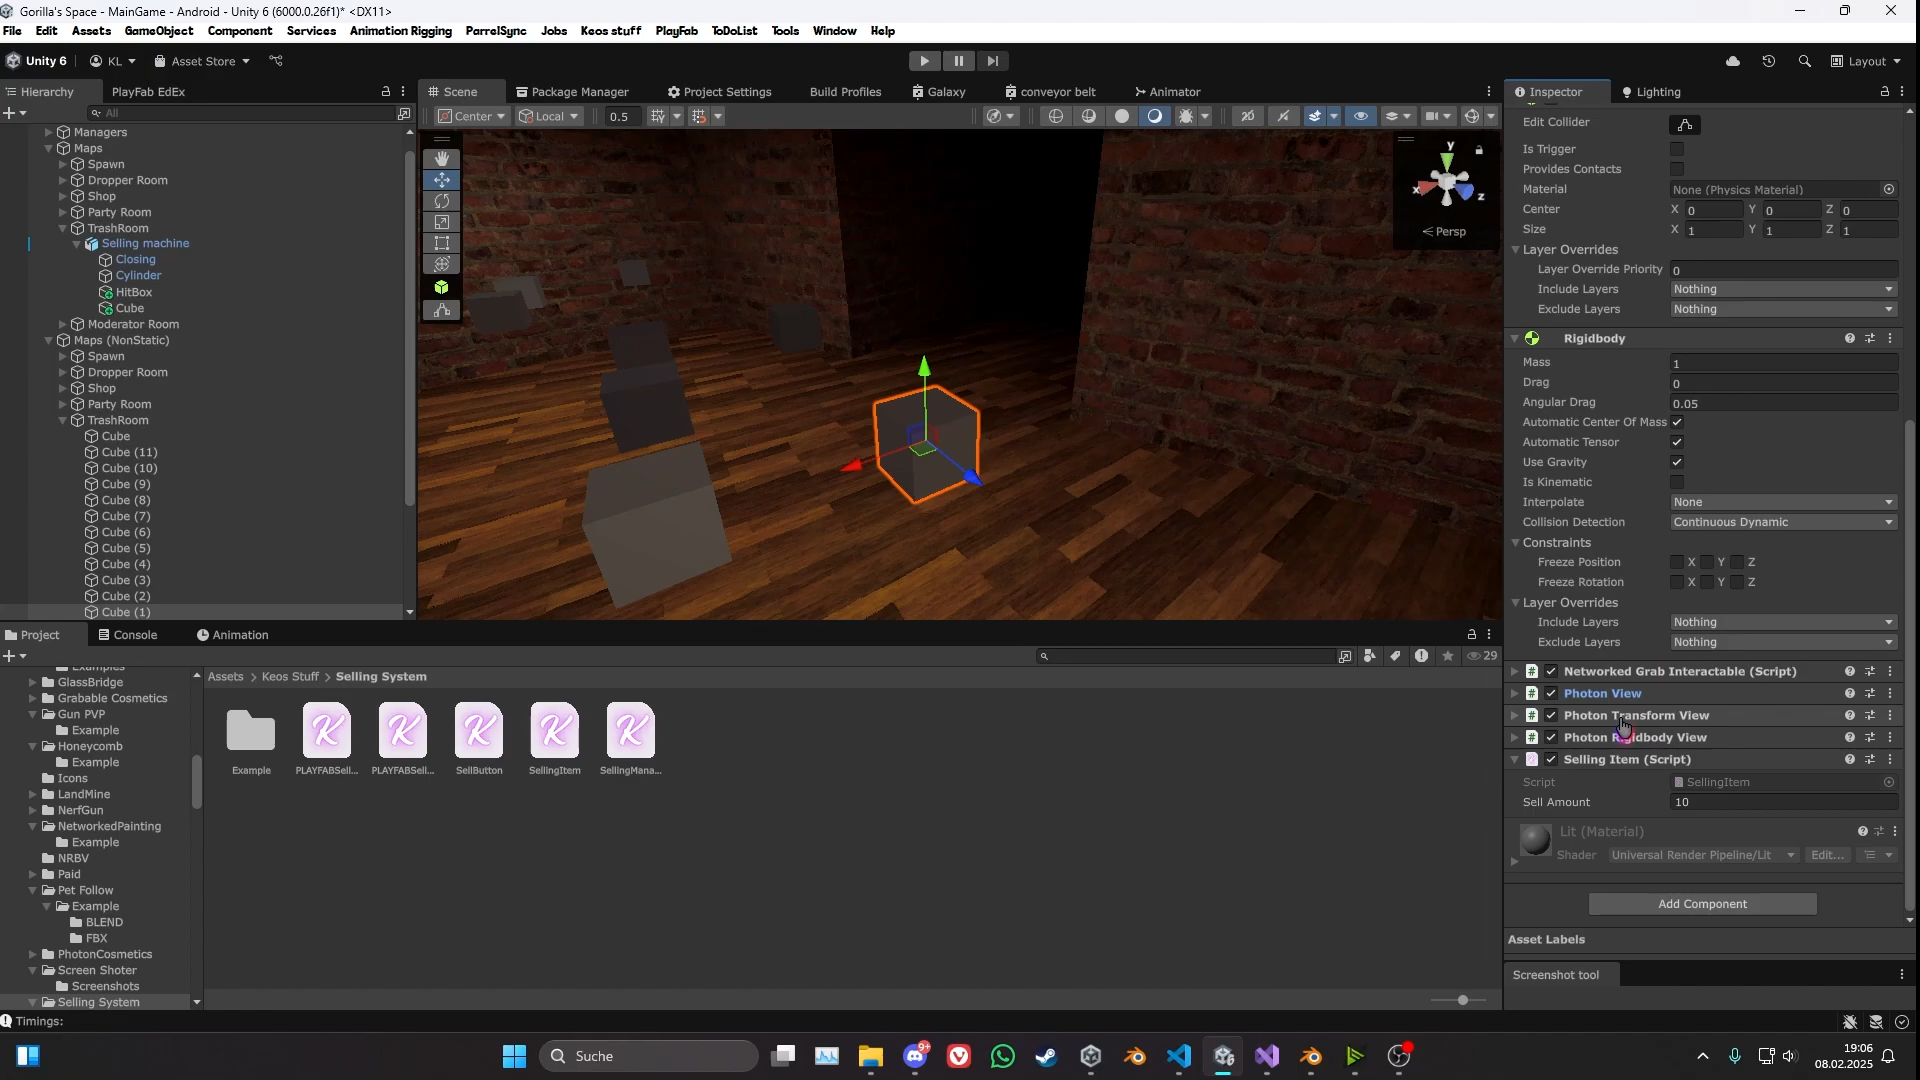 Gorilla's Space - MainGame - Android - Unity 6 (6000.0.26f1)* <DX11>
File Edit Assets GameObject Component Services Animation Rigging ParrelSync Jobs Keos stuff PlayFab ToDoList Tools Window Help
Unity 6 KL Asset Store Layout
Hierarchy PlayFab EdEx Scene Package Manager Project Settings Build Profiles Galaxy conveyor belt Animator Inspector Lighting
All Center Local 0.5 2D
Managers
Maps
Spawn
Dropper Room
Shop
Party Room
TrashRoom
Selling machine
Closing
Cylinder
HitBox
Cube
Moderator Room
Maps (NonStatic)
Spawn
Dropper Room
Shop
Party Room
TrashRoom
Cube
Cube (11)
Cube (10)
Cube (9)
Cube (8)
Cube (7)
Cube (6)
Cube (5)
Cube (4)
Cube (3)
Cube (2)
Cube (1)
y
x z
Persp
Edit Collider
Is Trigger
Provides Contacts
Material None (Physics Material)
Center X 0 Y 0 Z 0
Size X 1 Y 1 Z 1
Layer Overrides
Layer Override Priority 0
Include Layers Nothing
Exclude Layers Nothing
Rigidbody
Mass 1
Drag 0
Angular Drag 0.05
Automatic Center Of Mass
Automatic Tensor
Use Gravity
Is Kinematic
Interpolate None
Collision Detection Continuous Dynamic
Constraints
Freeze Position X Y Z
Freeze Rotation X Y Z
Layer Overrides
Include Layers Nothing
Exclude Layers Nothing
Networked Grab Interactable (Script)
Photon View
Photon Transform View
Photon Rigidbody View
Selling Item (Script)
Script SellingItem
Sell Amount 10
Lit (Material)
Shader Universal Render Pipeline/Lit Edit...
Add Component
Asset Labels
Screenshot tool
Project Console Animation
29
Examples
GlassBridge
Grabable Cosmetics
Gun PVP
Example
Honeycomb
Example
Icons
LandMine
NerfGun
NetworkedPainting
Example
NRBV
Paid
Pet Follow
Example
BLEND
FBX
PhotonCosmetics
Screen Shoter
Screenshots
Selling System
Assets > Keos Stuff > Selling System
Example PLAYFABSell... PLAYFABSell... SellButton SellingItem SellingMana...
Timings:
Suche
9+
19:06
08.02.2025